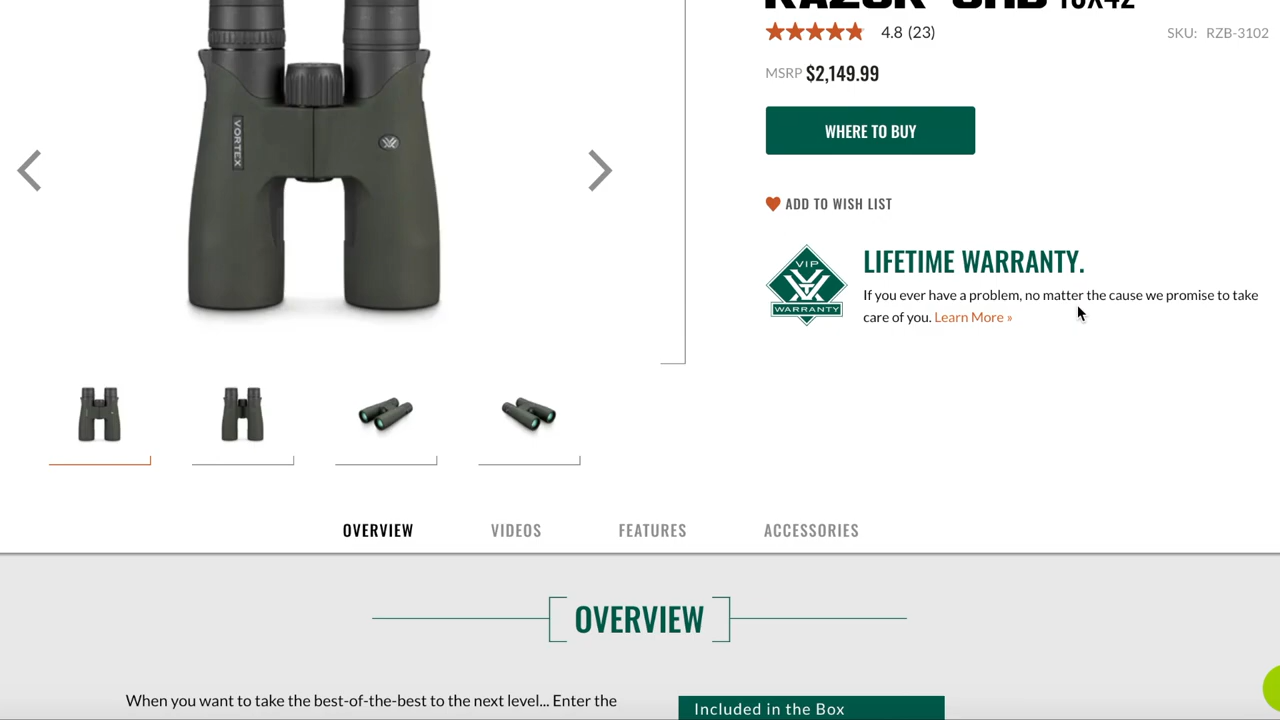 RAZOR UHD 10X42
4.8 (23)
SKU: RZB-3102
MSRP $2,149.99
WHERE TO BUY
ADD TO WISH LIST
VORTEX
VIP
WARRANTY
LIFETIME WARRANTY.
If you ever have a problem, no matter the cause we promise to take
care of you. Learn More »
OVERVIEW VIDEOS FEATURES ACCESSORIES
OVERVIEW
When you want to take the best-of-the-best to the next level... Enter the
Included in the Box